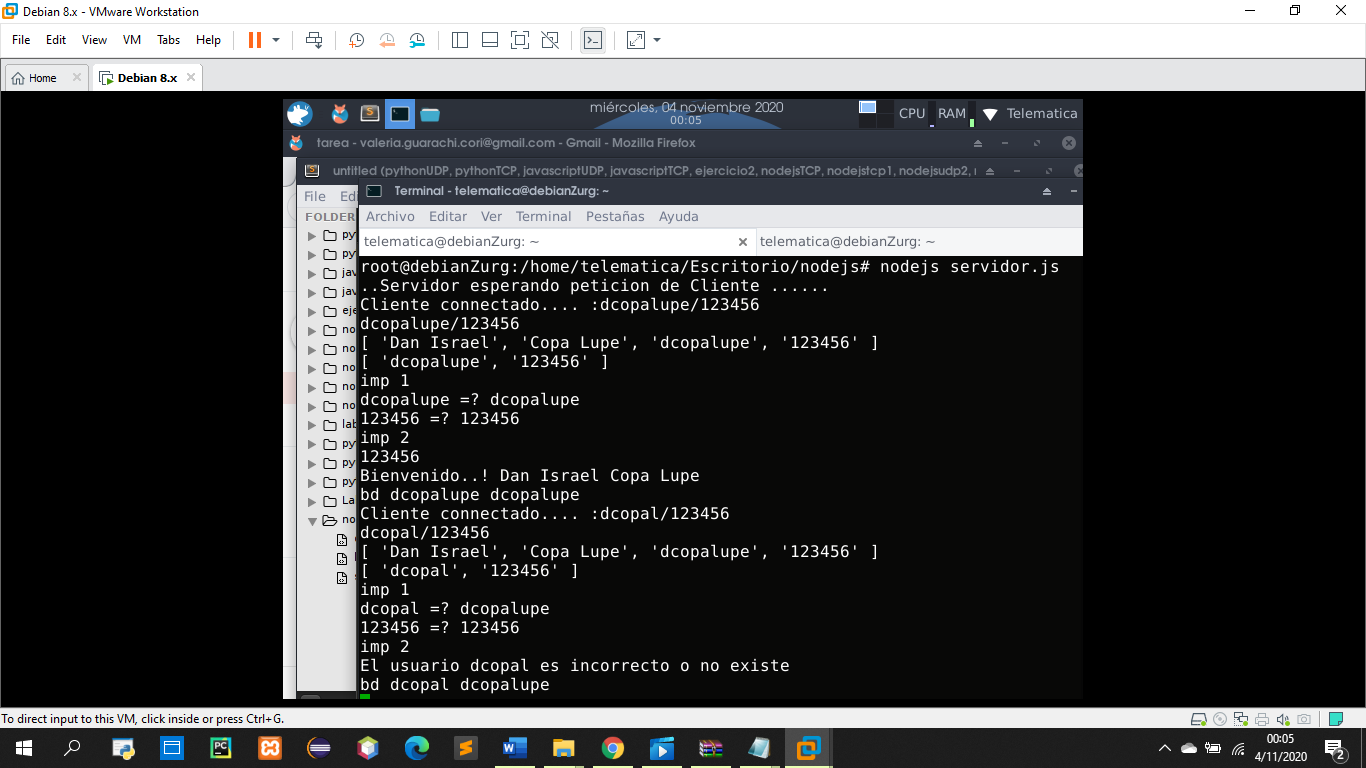 Debian 8.x - VMware Workstation
File Edit View VM Tabs Help
Home
Debian 8.x
miércoles, 04 noviembre 2020
00:05
CPU RAM Telematica
tarea - valeria.guarachi.cori@gmail.com - Gmail - Mozilla Firefox
untitled (pythonUDP, pythonTCP, javascriptUDP, javascriptTCP, ejercicio2, nodejsTCP, nodejstcp1, nodejsudp2,
Terminal - telematica@debianZurg: ~
File
FOLDER
Archivo Editar Ver Terminal Pestañas Ayuda
telematica@debianZurg: ~
telematica@debianZurg: ~
root@debianZurg:/home/telematica/Escritorio/nodejs# nodejs servidor.js
..Servidor esperando peticion de Cliente ......
Cliente connectado.... :dcopalupe/123456
dcopalupe/123456
[ 'Dan Israel', 'Copa Lupe', 'dcopalupe', '123456' ]
[ 'dcopalupe', '123456' ]
imp 1
dcopalupe =? dcopalupe
123456 =? 123456
imp 2
123456
Bienvenido..! Dan Israel Copa Lupe
bd dcopalupe dcopalupe
Cliente connectado.... :dcopal/123456
dcopal/123456
[ 'Dan Israel', 'Copa Lupe', 'dcopalupe', '123456' ]
[ 'dcopal', '123456' ]
imp 1
dcopal =? dcopalupe
123456 =? 123456
imp 2
El usuario dcopal es incorrecto o no existe
bd dcopal dcopalupe
To direct input to this VM, click inside or press Ctrl+G.
00:05
4/11/2020
2